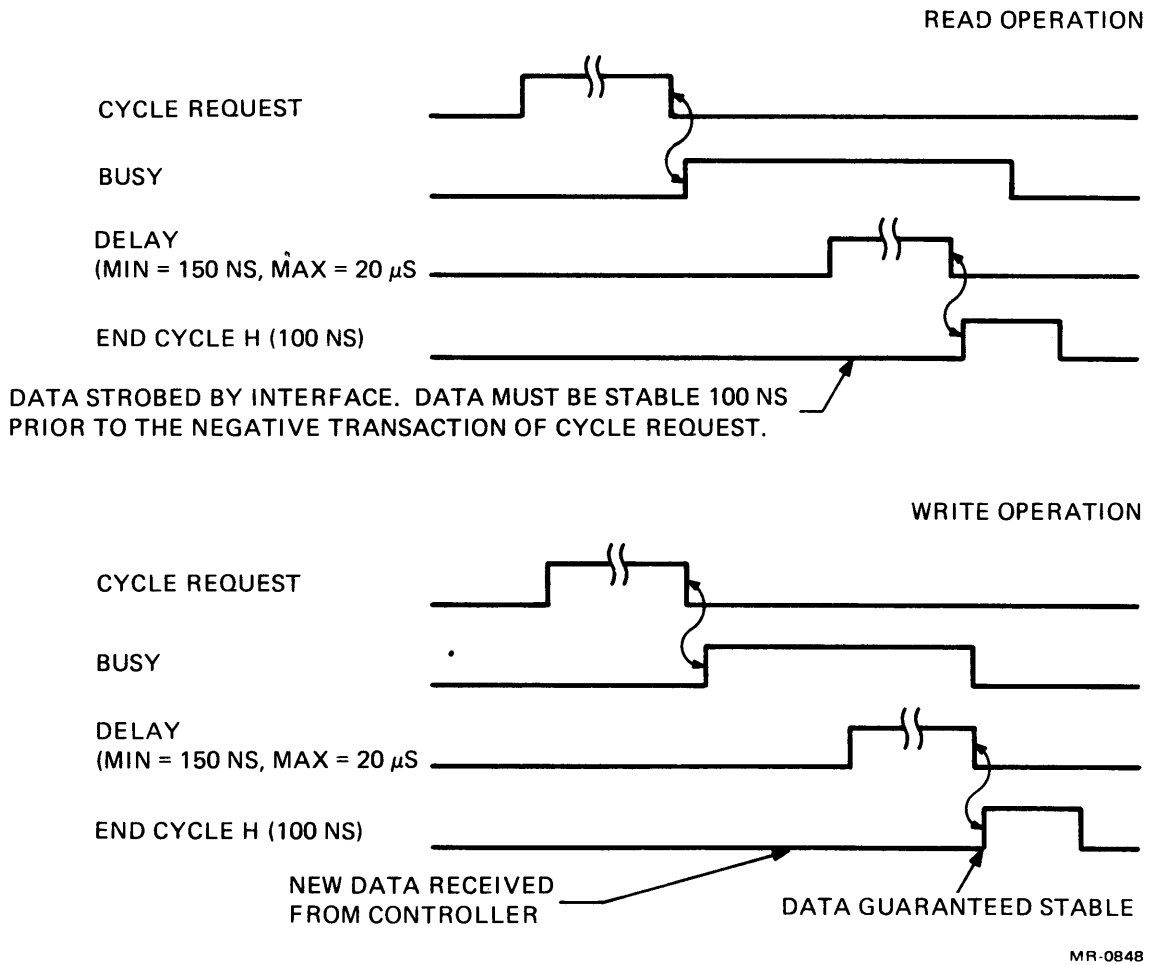 READ OPERATION
CYCLE REQUEST
BUSY
DELAY
(MIN = 150 NS, MAX = 20 μS
END CYCLE H (100 NS)
DATA STROBED BY INTERFACE. DATA MUST BE STABLE 100 NS
PRIOR TO THE NEGATIVE TRANSACTION OF CYCLE REQUEST.
WRITE OPERATION
CYCLE REQUEST
BUSY
DELAY
(MIN = 150 NS, MAX = 20 μS
END CYCLE H (100 NS)
NEW DATA RECEIVED
FROM CONTROLLER
DATA GUARANTEED STABLE
MR-0848